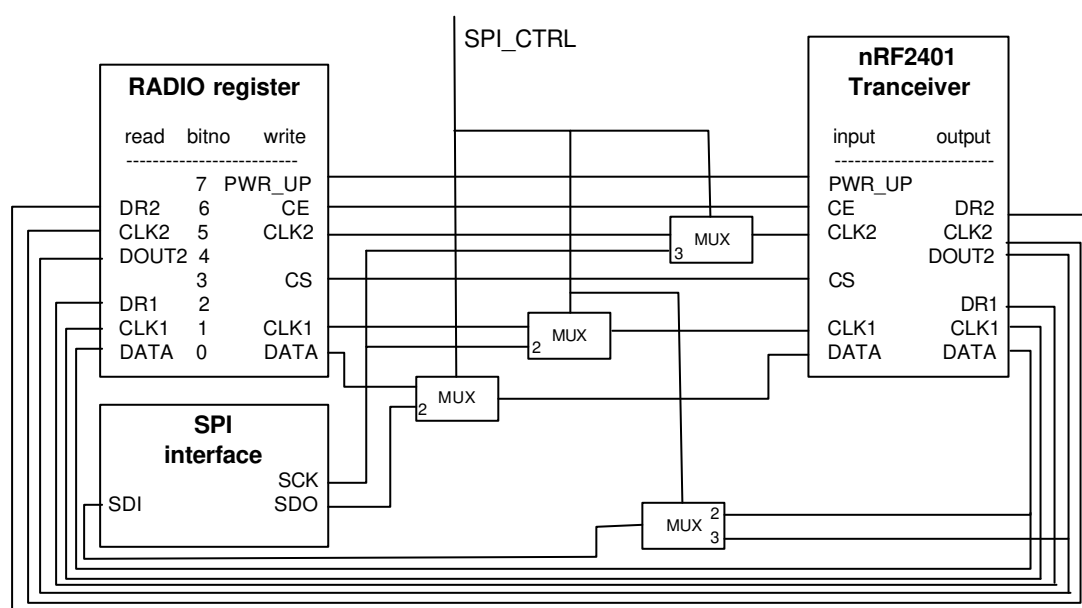 SPI_CTRL
RADIO register
read bitno write
----------------------------
7 PWR_UP
DR2 6 CE
CLK2 5 CLK2
DOUT2 4
3 CS
DR1 2
CLK1 1 CLK1
DATA 0 DATA
nRF2401
Tranceiver
input output
--------------------------
PWR_UP
CE DR2
CLK2 CLK2
DOUT2
CS
DR1
CLK1 CLK1
DATA DATA
MUX
3
MUX
2
MUX
2
SPI
interface
SCK
SDI SDO
MUX 2
3